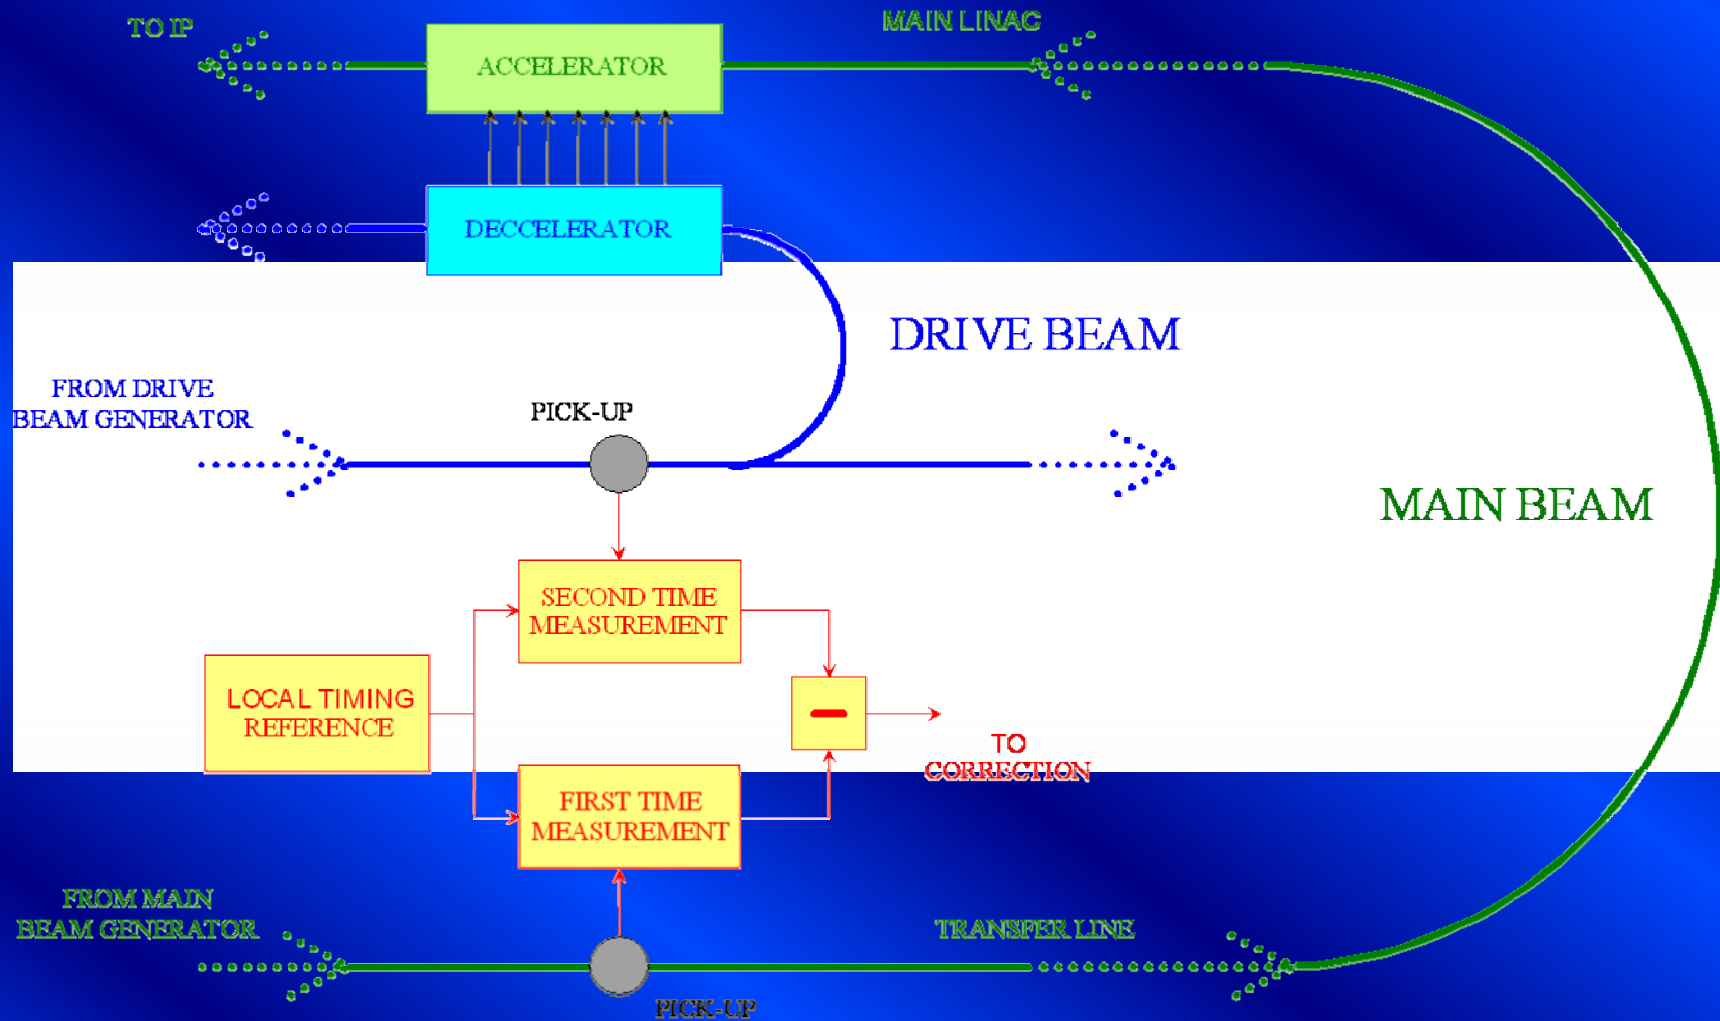 TO IP
MAIN LINAC
ACCELERATOR
DECCELERATOR
DRIVE BEAM
FROM DRIVE
BEAM GENERATOR
PICK-UP
MAIN BEAM
SECOND TIME
MEASUREMENT
LOCAL TIMING
REFERENCE
TO
CORRECTION
FIRST TIME
MEASUREMENT
FROM MAIN
BEAM GENERATOR
TRANSFER LINE
PICK-UP